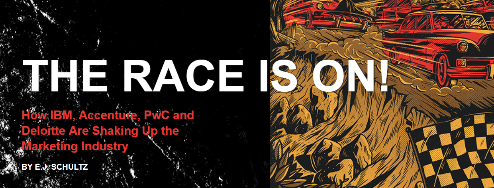 THE RACE IS ON!
How IBM, Accenture, PwC and
Deloitte Are Shaking Up the
Marketing Industry
BY E.J. SCHULTZ